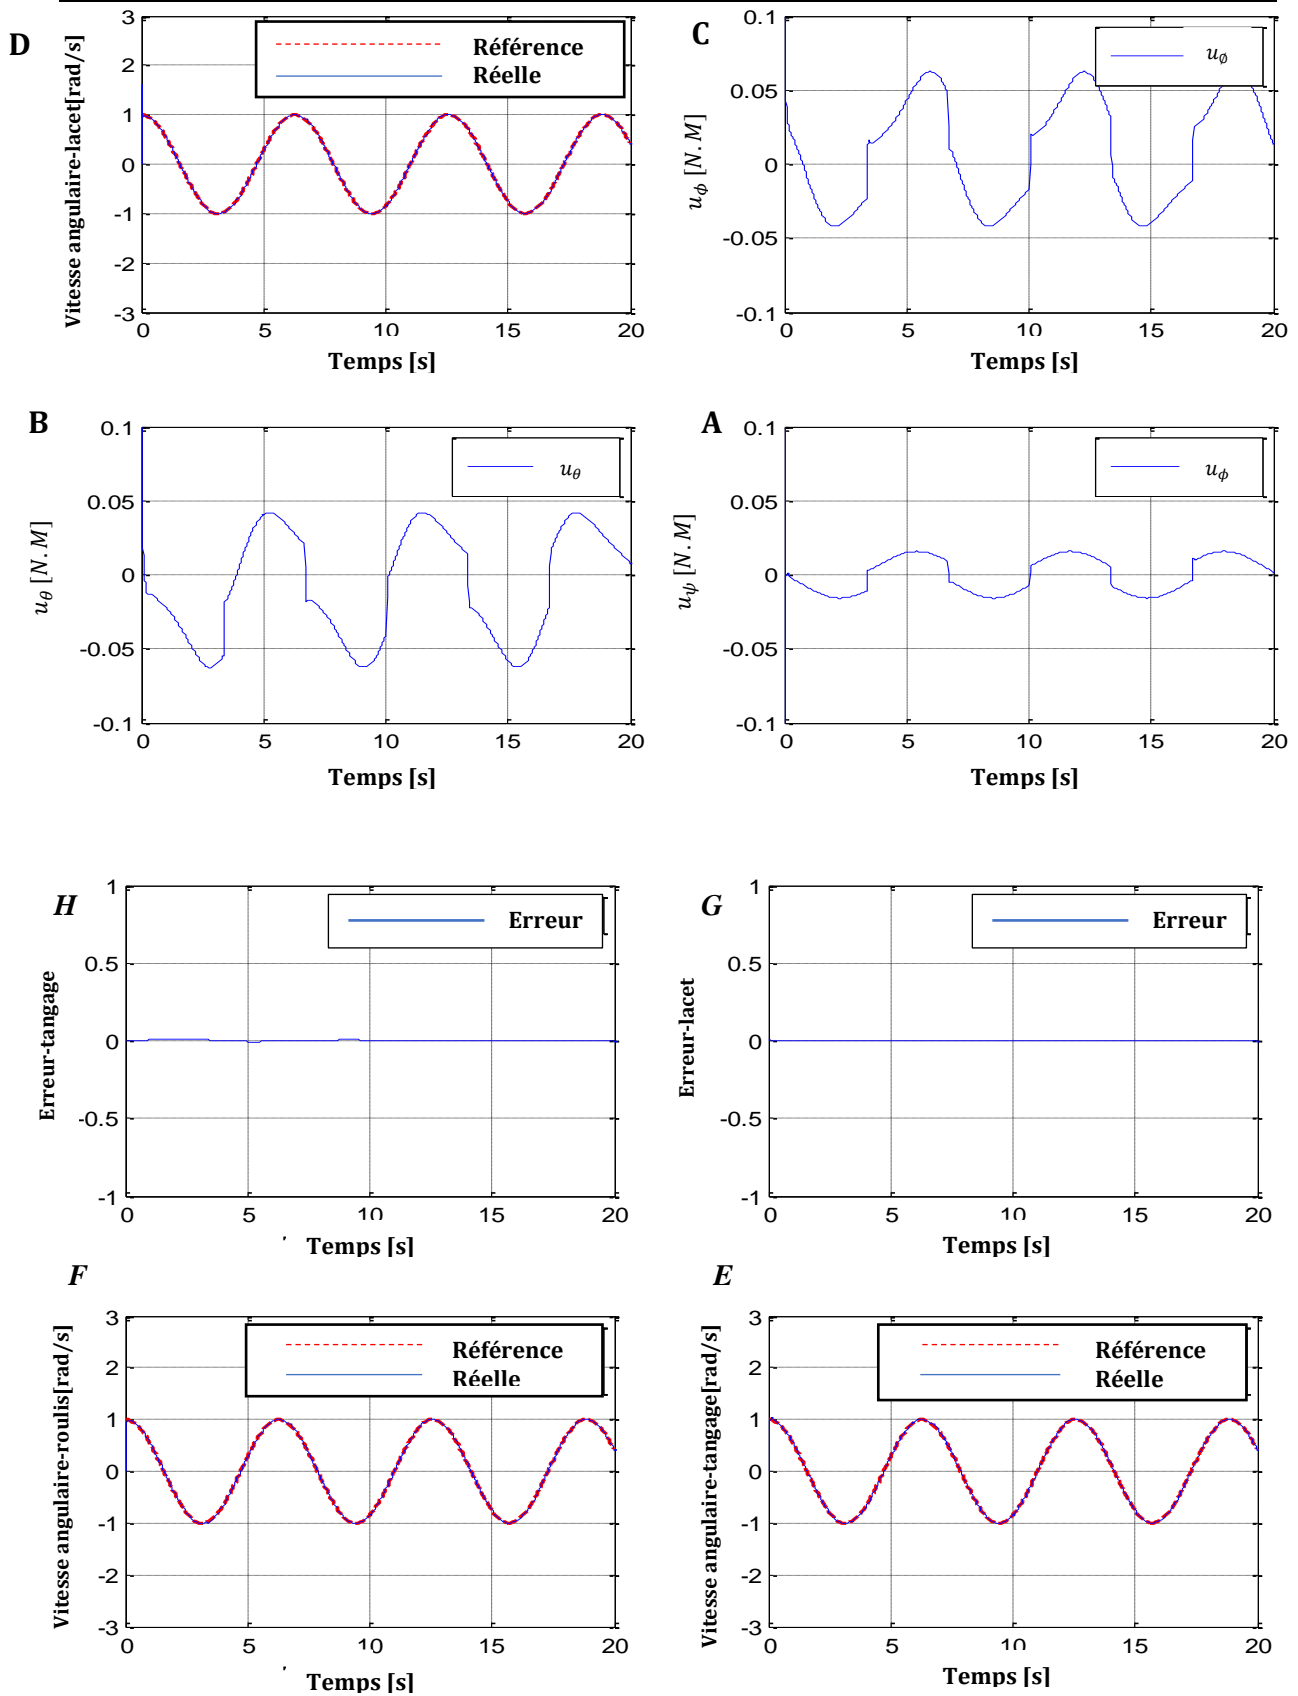 D
Vitesse angulaire-lacet[rad/s]
3
2
1
0
-1
-2
-3
Référence
Réelle
0 5 10 15 20
Temps [s]
C
u_ϕ [N.M]
0.1
0.05
0
-0.05
-0.1
u_ø
0 5 10 15 20
Temps [s]
B
u_θ [N.M]
0.1
0.05
0
-0.05
-0.1
u_θ
0 5 10 15 20
Temps [s]
A
u_ψ [N.M]
0.1
0.05
0
-0.05
-0.1
u_ϕ
0 5 10 15 20
Temps [s]
H
Erreur-tangage
1
0.5
0
-0.5
-1
Erreur
0 5 10 15 20
Temps [s]
G
Erreur-lacet
1
0.5
0
-0.5
-1
Erreur
0 5 10 15 20
Temps [s]
F
Vitesse angulaire-roulis[rad/s]
3
2
1
0
-1
-2
-3
Référence
Réelle
0 5 10 15 20
Temps [s]
E
Vitesse angulaire-tangage[rad/s]
3
2
1
0
-1
-2
-3
Référence
Réelle
0 5 10 15 20
Temps [s]